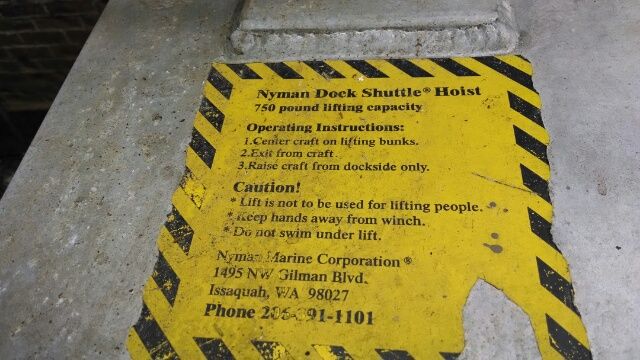 Nyman Dock Shuttle® Hoist
750 pound lifting capacity
Operating Instructions:
1.Center craft on lifting bunks.
2.Exit from craft.
3.Raise craft from dockside only.
Caution!
* Lift is not to be used for lifting people.
* Keep hands away from winch.
* Do not swim under lift.
Nyman Marine Corporation®
1495 NW Gilman Blvd.
Issaquah, WA 98027
Phone 206-391-1101